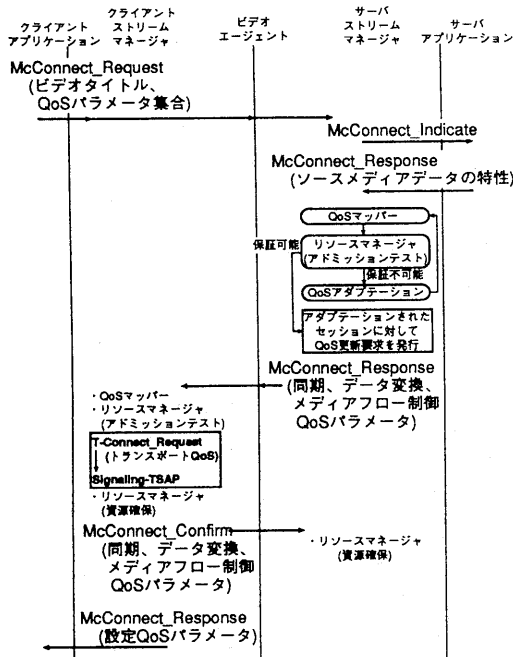 クライアント
アプリケーション
クライアント
ストリーム
マネージャ
ビデオ
エージェント
サーバ
ストリーム
マネージャ
サーバ
アプリケーション
McConnect_Request
(ビデオタイトル、
QoSパラメータ集合)
McConnect_Indicate
McConnect_Response
(ソースメディアデータの特性)
QoSマッパー
保証可能
リソースマネージャ
(アドミッションテスト)
保証不可能
QoSアダプテーション
アダプテーションされた
セッションに対して
QoS更新要求を発行
McConnect_Response
(同期、データ変換、
メディアフロー制御
QoSパラメータ)
・QoSマッパー
・リソースマネージャ
(アドミッションテスト)
T-Connect_Request
(トランスポートQoS)
Signaling-TSAP
・リソースマネージャ
(資源確保)
McConnect_Confirm
(同期、データ変換、
メディアフロー制御
QoSパラメータ)
・リソースマネージャ
(資源確保)
McConnect_Response
(設定QoSパラメータ)